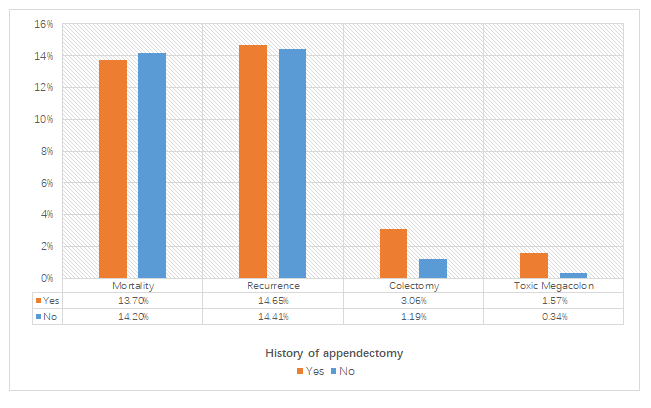 16%
14%
12%
10%
8%
6%
4%
2%
0%
Mortality Recurrence Colectomy Toxic Megacolon
Yes 13.70% 14.65% 3.06% 1.57%
No 14.20% 14.41% 1.19% 0.34%
History of appendectomy
Yes No